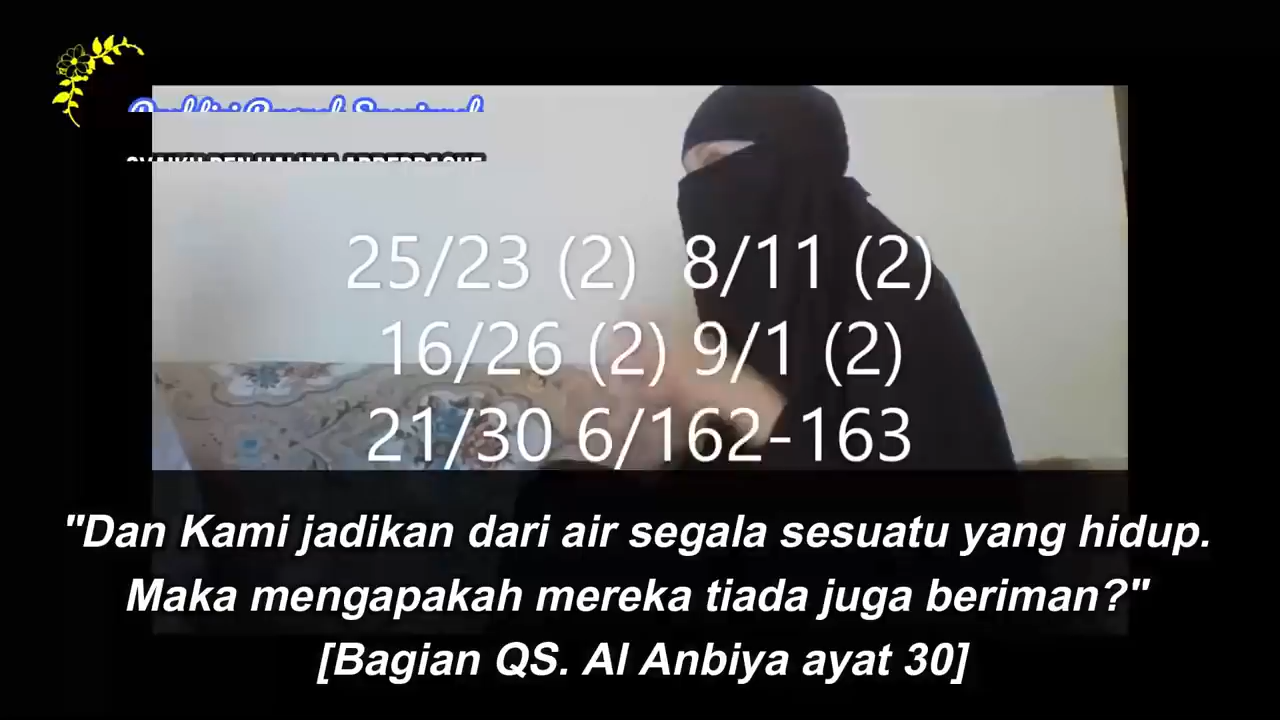 25/23 (2) 8/11 (2)
16/26 (2) 9/1 (2)
21/30 6/162-163
"Dan Kami jadikan dari air segala sesuatu yang hidup.
Maka mengapakah mereka tiada juga beriman?"
[Bagian QS. Al Anbiya ayat 30]